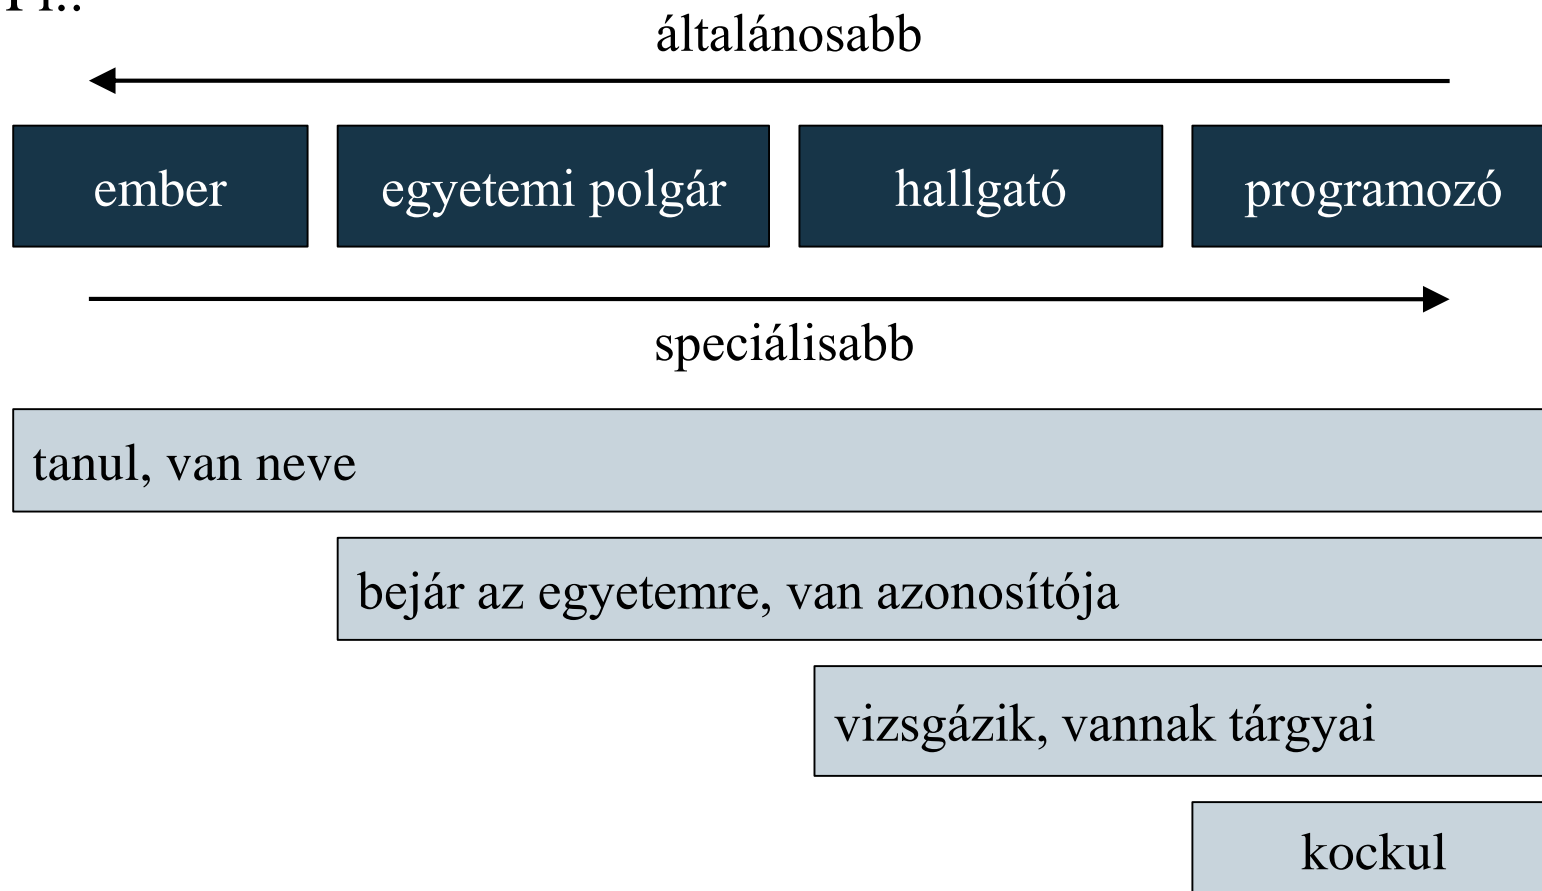 általánosabb
ember egyetemi polgár hallgató programozó
speciálisabb
tanul, van neve
bejár az egyetemre, van azonosítója
vizsgázik, vannak tárgyai
kockul